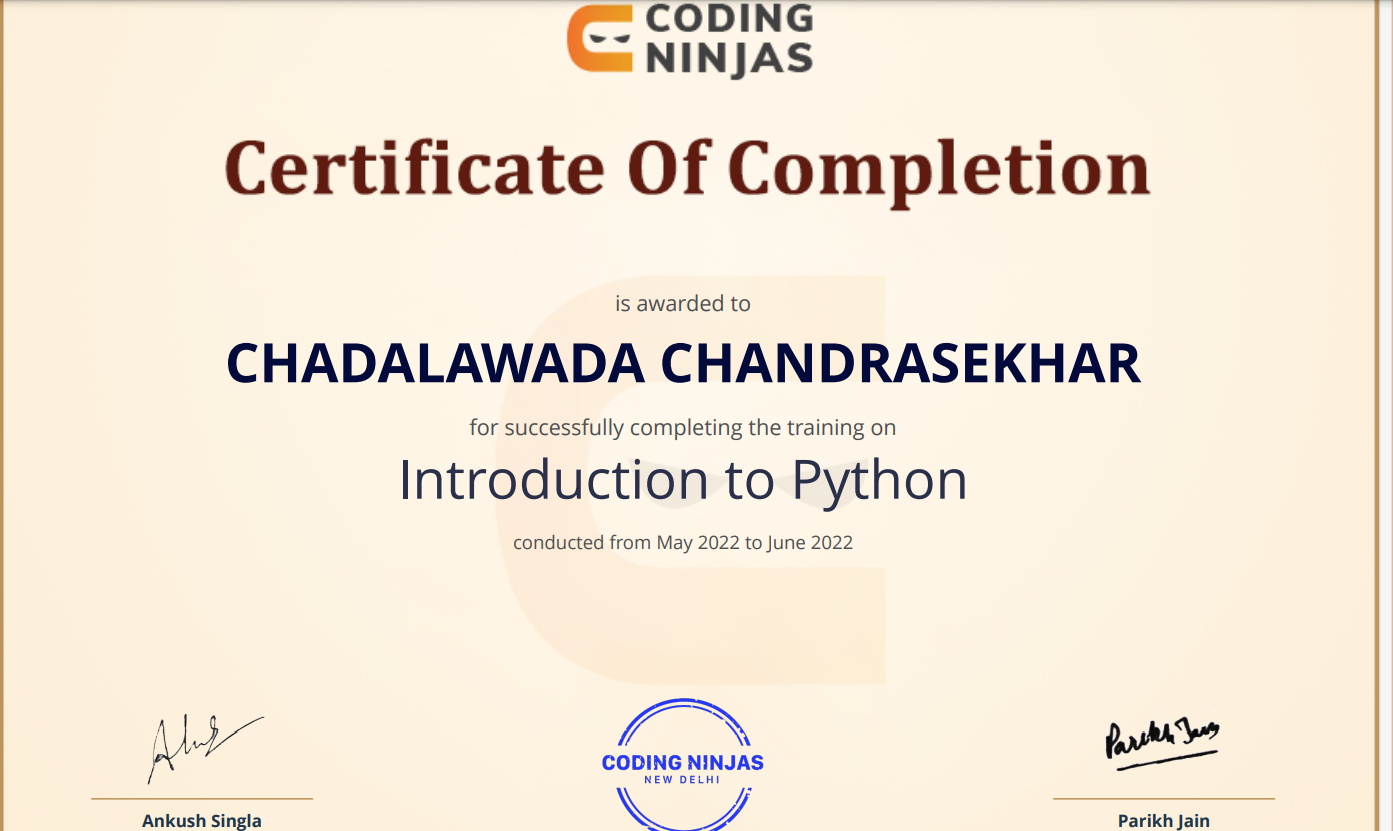 CODING
NINJAS
Certificate Of Completion
is awarded to
CHADALAWADA CHANDRASEKHAR
for successfully completing the training on
Introduction to Python
conducted from May 2022 to June 2022
Parikh Jain
CODING NINJAS
NEW DELHI
Ankush Singla
Parikh Jain